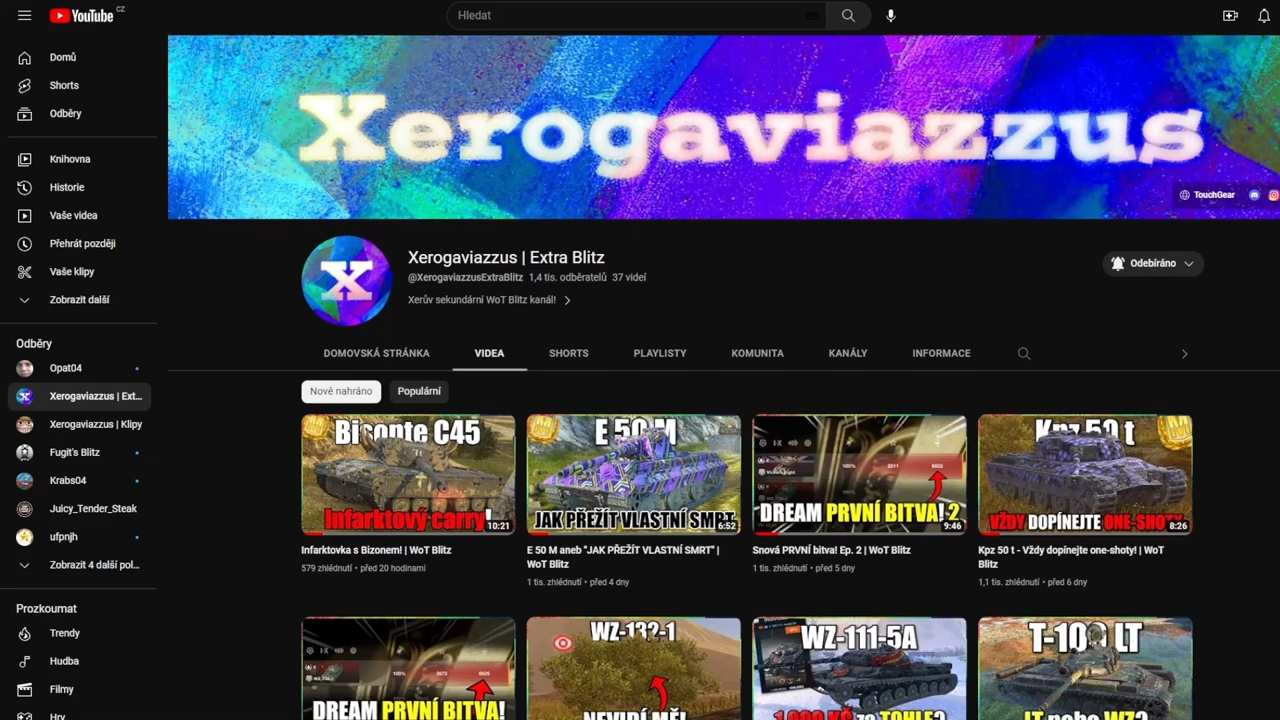 YouTube CZ
Hledat
Domů
Shorts
Odběry
Knihovna
Historie
Vaše videa
Přehrát později
Vaše klipy
Zobrazit další
Odběry
Opat04
Xerogaviazzus | Ext...
Xerogaviazzus | Klipy
Fugit's Blitz
Krabs04
Juicy_Tender_Steak
ufpnjh
Zobrazit 4 další pol...
Prozkoumat
Trendy
Hudba
Filmy
Hry
Xerogaviazzus
TouchGear
X
Xerogaviazzus | Extra Blitz
@XerogaviazzusExtraBlitz 1,4 tis. odběratelů 37 videí
Xerův sekundární WoT Blitz kanál!
Odebíráno
DOMOVSKÁ STRÁNKA VIDEA SHORTS PLAYLISTY KOMUNITA KANÁLY INFORMACE
Nově nahráno Populární
Bisonte C45
Infarktový carry!
10:21
Infarktovka s Bizonem! | WoT Blitz
579 zhlédnutí • před 20 hodinami
E 50 M
JAK PŘEŽÍT VLASTNÍ SMRT
6:52
E 50 M aneb "JAK PŘEŽÍT VLASTNÍ SMRT" |
WoT Blitz
1 tis. zhlédnutí • před 4 dny
100% 2011 6022
DREAM PRVNÍ BITVA! 2
9:46
Snová PRVNÍ bitva! Ep. 2 | WoT Blitz
1 tis. zhlédnutí • před 5 dny
Kpz 50 t
VŽDY DOPÍNEJTE ONE-SHOTY!
8:26
Kpz 50 t - Vždy dopínejte one-shoty! | WoT
Blitz
1,1 tis. zhlédnutí • před 6 dny
100% 2673
DREAM PRVNÍ BITVA!
WZ-132-1
NEVIDÍ MĚ!
WZ-111-5A
1 000 KČ za TOHLE?
T-100 LT
LT nebo WZ?